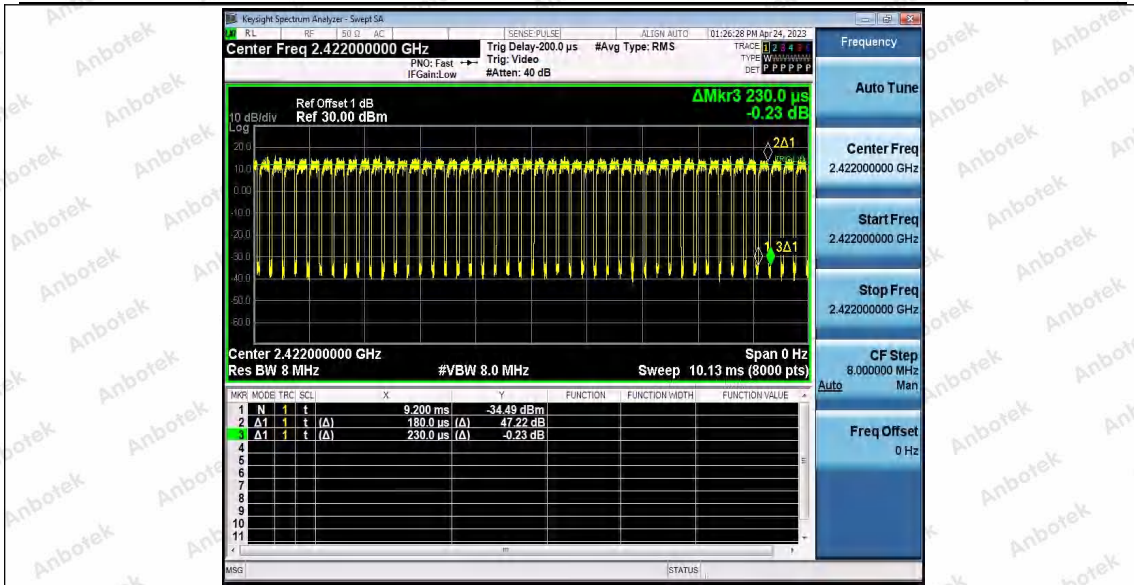 Keysight Spectrum Analyzer - Swept SA
RL RF 50 Ω AC SENSE:PULSE ALIGN AUTO 01:26:28 PM Apr 24, 2023
Center Freq 2.422000000 GHz
PNO: Fast
IFGain:Low
Trig Delay-200.0 µs
Trig: Video
#Atten: 40 dB
#Avg Type: RMS
TRACE 1 2 3 4 5 6
TYPE WWWWWW
DET P P P P P P
Ref Offset 1 dB
Ref 30.00 dBm
10 dB/div
Log
ΔMkr3 230.0 µs
-0.23 dB
20.0
10.0
0.00
-10.0
-20.0
-30.0
-40.0
-50.0
-60.0
2Δ1
1 3Δ1
Center 2.422000000 GHz Span 0 Hz
Res BW 8 MHz #VBW 8.0 MHz Sweep 10.13 ms (8000 pts)
MKR MODE TRC SCL X Y FUNCTION FUNCTION WIDTH FUNCTION VALUE
1 N 1 t 9.200 ms -34.49 dBm
2 Δ1 1 t (Δ) 180.0 µs (Δ) 47.22 dB
3 Δ1 1 t (Δ) 230.0 µs (Δ) -0.23 dB
4
5
6
7
8
9
10
11
MSG STATUS
Frequency
Auto Tune
Center Freq
2.422000000 GHz
Start Freq
2.422000000 GHz
Stop Freq
2.422000000 GHz
CF Step
8.000000 MHz
Auto Man
Freq Offset
0 Hz
Anbotek